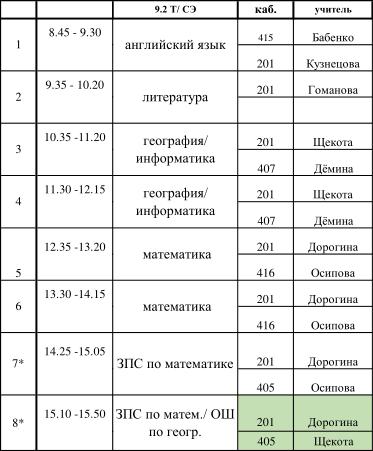 9.2 Т/ СЭ каб. учитель
1 8.45 - 9.30 английский язык 415 Бабенко
201 Кузнецова
2 9.35 - 10.20 литература 201 Гоманова
3 10.35 -11.20 география/ 201 Щекота
информатика 407 Дёмина
4 11.30 -12.15 география/ 201 Щекота
информатика 407 Дёмина
5 12.35 -13.20 математика 201 Дорогина
416 Осипова
6 13.30 -14.15 математика 201 Дорогина
416 Осипова
7* 14.25 -15.05 ЗПС по математике 201 Дорогина
405 Осипова
8* 15.10 -15.50 ЗПС по матем./ ОШ 201 Дорогина
по геогр. 405 Щекота